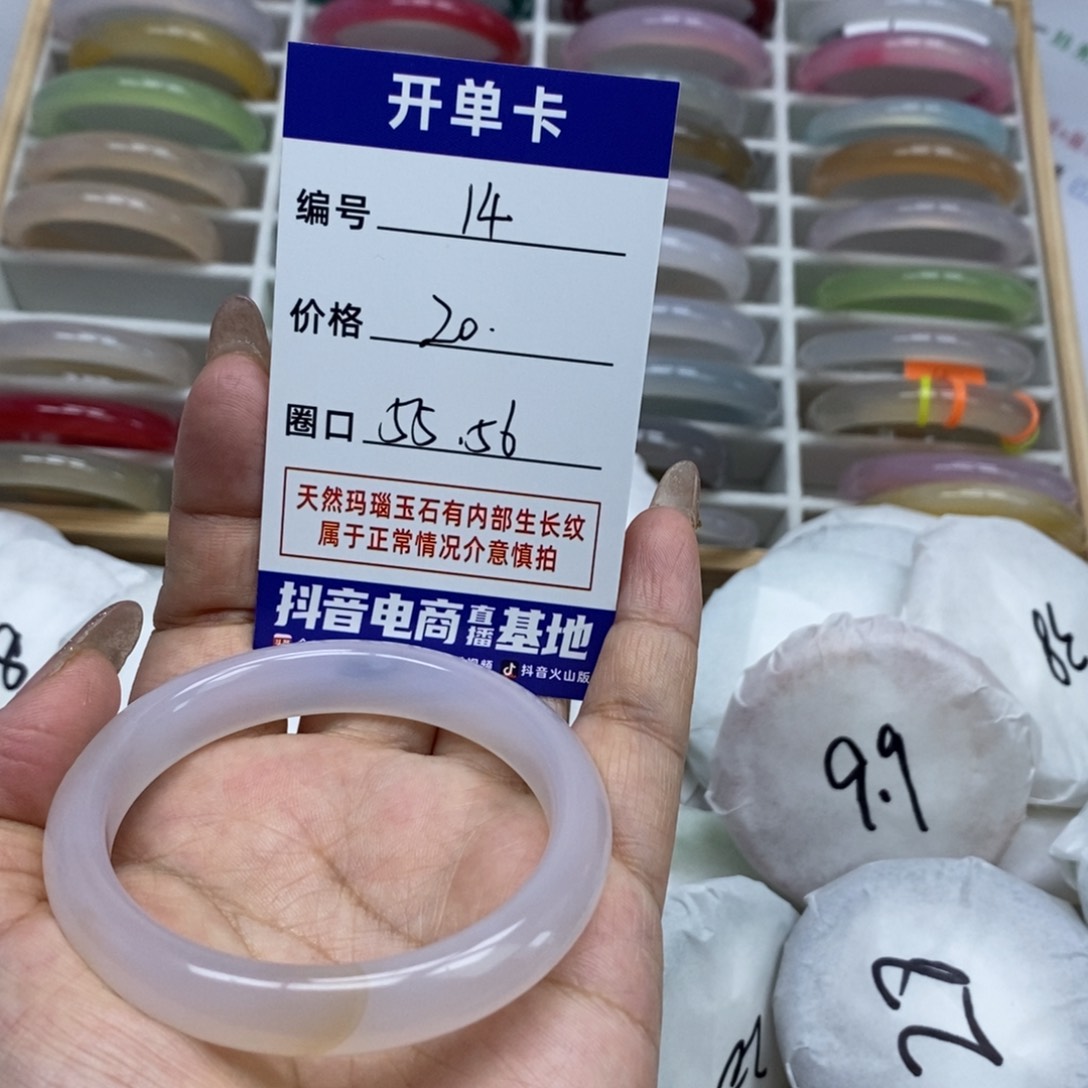 开单卡
编号 14
价格 20.
圈口 55.56
天然玛瑙玉石有内部生长纹
属于正常情况介意慎拍
抖音电商直播基地
抖音火山版
9.9